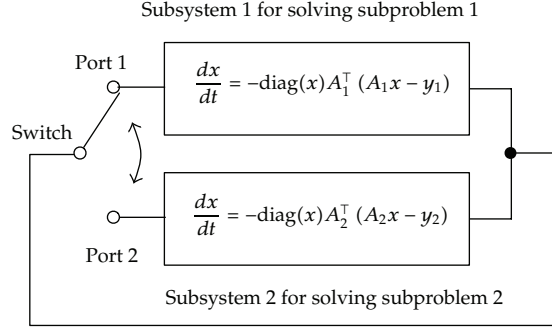 Subsystem 1 for solving subproblem 1
Port 1
dx/dt = −diag(x)A₁ᵀ (A₁x − y₁)
Switch
dx/dt = −diag(x)A₂ᵀ (A₂x − y₂)
Port 2
Subsystem 2 for solving subproblem 2